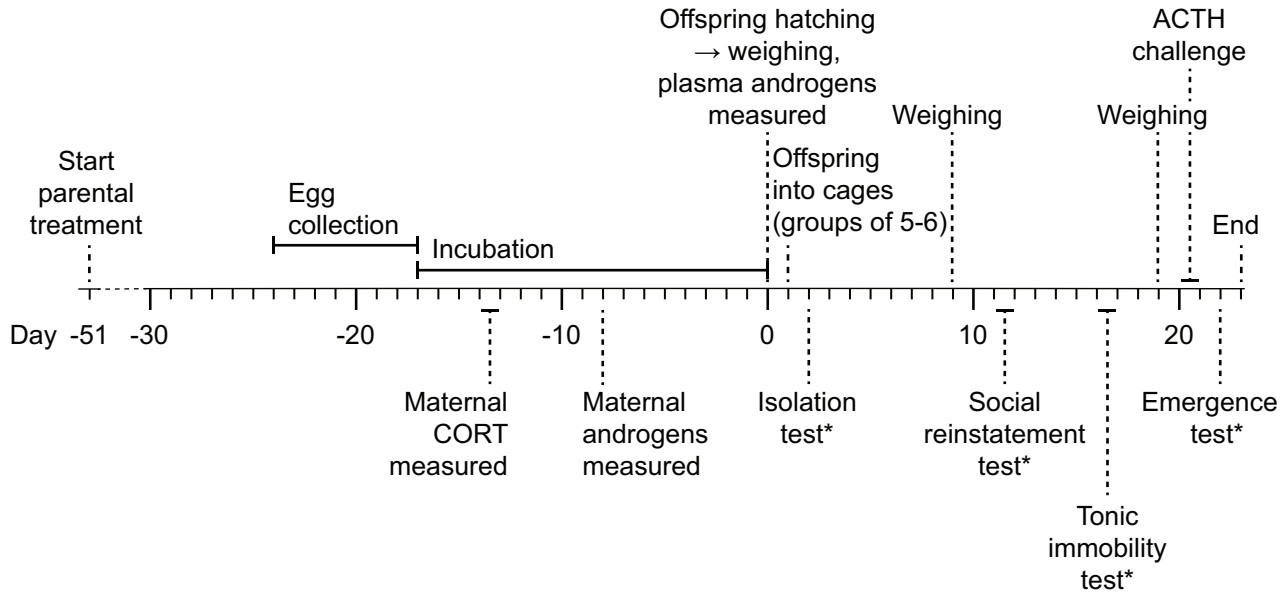 Offspring hatching
→ weighing,
plasma androgens
measured
ACTH
challenge
Weighing
Weighing
Start
parental
treatment
Egg
collection
Offspring
into cages
(groups of 5-6)
End
Incubation
Day -51 -30 -20 -10 0 10 20
Maternal
CORT
measured
Maternal
androgens
measured
Isolation
test*
Social
reinstatement
test*
Emergence
test*
Tonic
immobility
test*